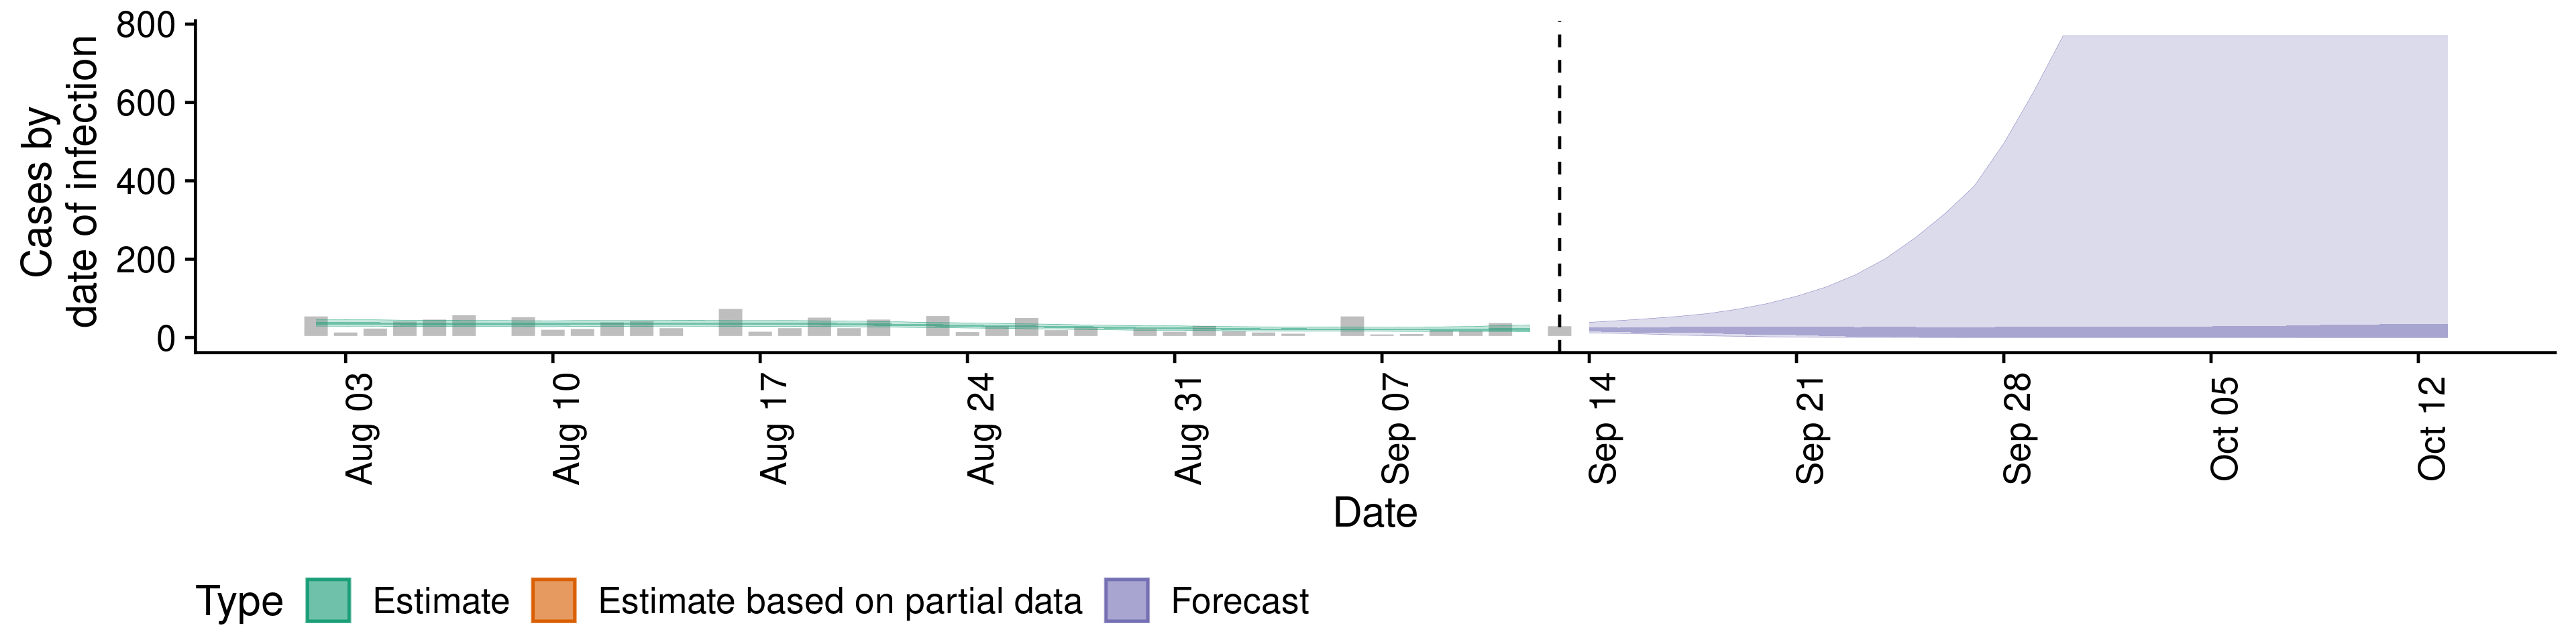 Cases by
date of infection
800
600
400
200
0
Aug 03
Aug 10
Aug 17
Aug 24
Aug 31
Sep 07
Sep 14
Sep 21
Sep 28
Oct 05
Oct 12
Date
Type Estimate Estimate based on partial data Forecast